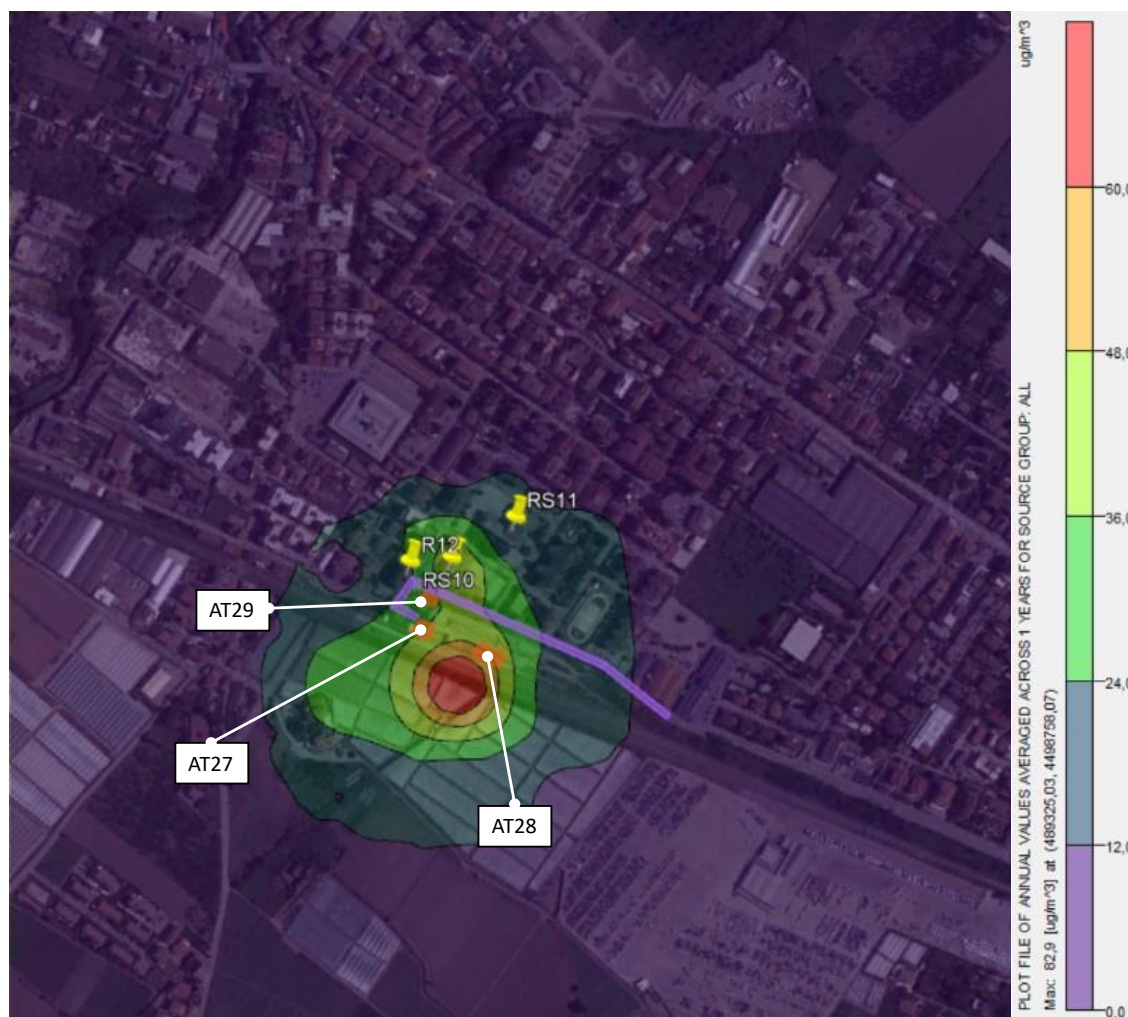 RS11
R12
RS10
AT29
AT27
AT28
ug/m^3
60,0
48,0
36,0
24,0
12,0
0,0
PLOT FILE OF ANNUAL VALUES AVERAGED ACROSS 1 YEARS FOR SOURCE GROUP: ALL
Max: 82,9 [ug/m^3] at (489325,03, 4498758,07)